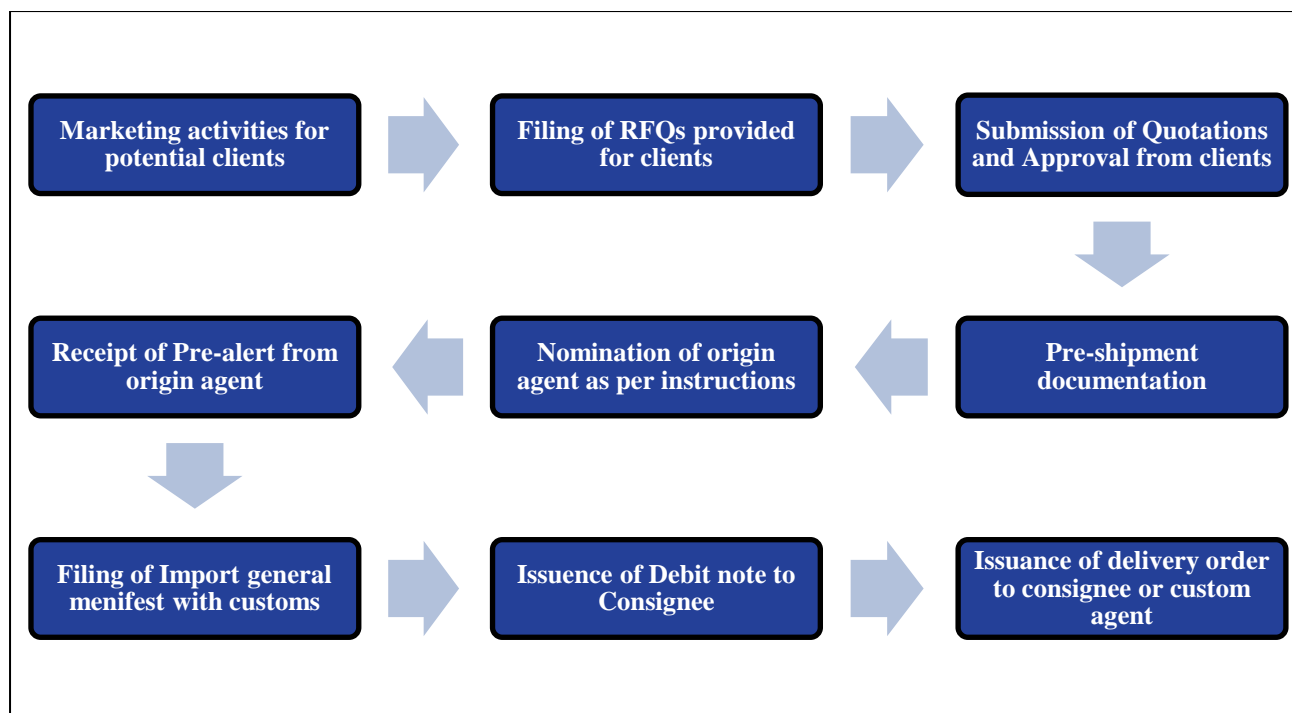 Marketing activities for
potential clients
Filing of RFQs provided
for clients
Submission of Quotations
and Approval from clients
Pre-shipment
documentation
Nomination of origin
agent as per instructions
Receipt of Pre-alert from
origin agent
Filing of Import general
menifest with customs
Issuence of Debit note to
Consignee
Issuance of delivery order
to consignee or custom
agent